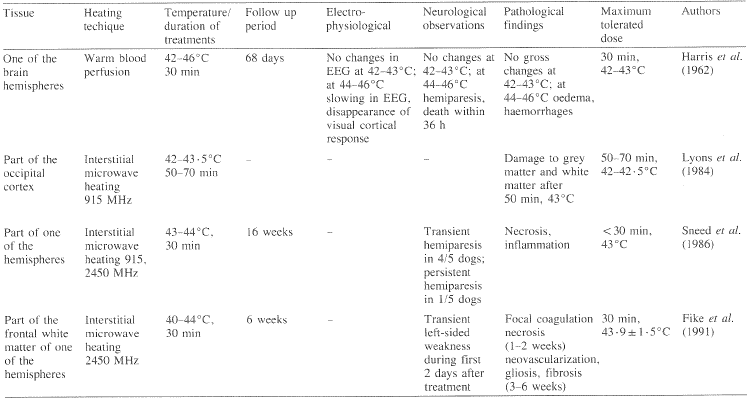 Tissue Heating techique Temperature/ duration of treatments Follow up period Electro- physiological Neurological observations Pathological findings Maximum tolerated dose Authors
One of the Warm blood 42–46°C 68 days No changes in No changes at No gross 30 min, Harris et al.
brain perfusion 30 min EEG at 42–43°C; 42–43°C; at changes at 42–43°C (1962)
hemispheres at 44–46°C 44–46°C 42–43°C; at
slowing in EEG, hemiparesis, 44–46°C oedema,
disappearance of death within haemorrhages
visual cortical 36 h
response
Part of the Interstitial 42–43·5°C – – – Damage to grey 50–70 min, Lyons et al.
occipital microwave 50–70 min matter and white 42–42·5°C (1984)
cortex heating matter after
915 MHz 50 min, 43°C
Part of one Interstitial 43–44°C, 16 weeks – Transient Necrosis, <30 min, Sneed et al.
of the microwave 30 min hemiparesis inflammation 43°C (1986)
hemispheres heating 915, in 4/5 dogs;
2450 MHz persistent
hemiparesis
in 1/5 dogs
Part of the Interstitial 40–44°C, 6 weeks – Transient Focal coagulation 30 min, Fike et al.
frontal white microwave 30 min left-sided necrosis 43·9±1·5°C (1991)
matter of one heating weakness (1–2 weeks)
of the 2450 MHz during first neovascularization,
hemispheres 2 days after gliosis, fibrosis
treatment (3–6 weeks)